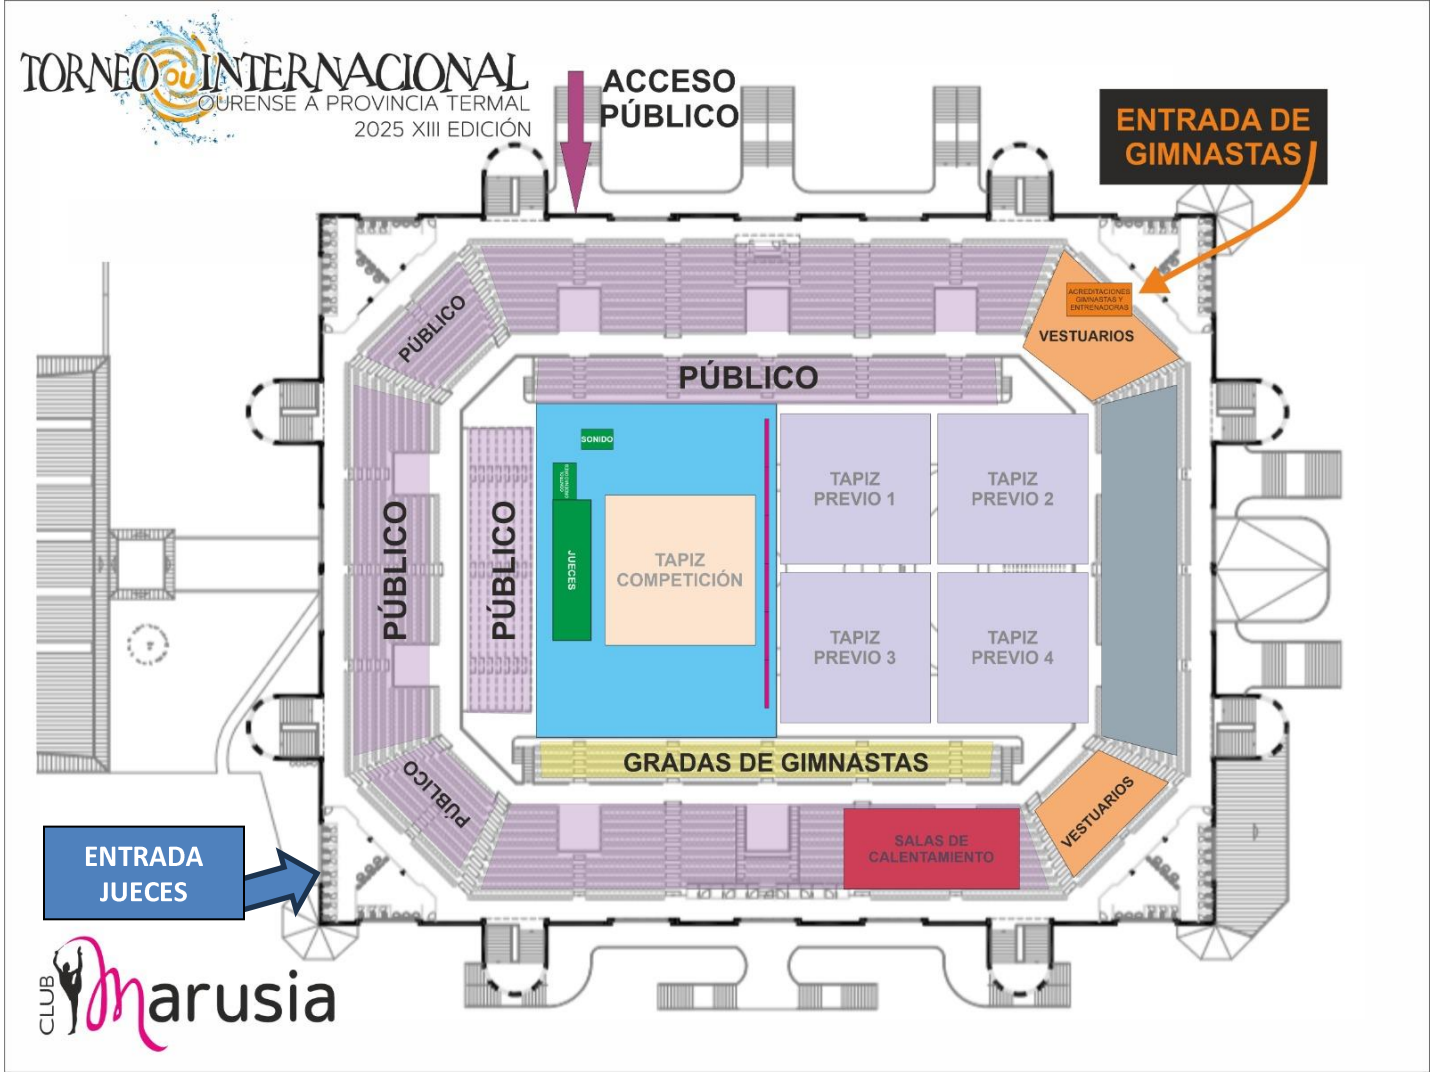 TORNEO OU INTERNACIONAL
OURENSE A PROVINCIA TERMAL
2025 XIII EDICIÓN
ACCESO
PÚBLICO
ENTRADA DE
GIMNASTAS
ACREDITACIONES
GIMNASTAS Y
ENTRENADORAS
VESTUARIOS
PÚBLICO
PÚBLICO
SONIDO
TAPIZ
PREVIO 1
TAPIZ
PREVIO 2
PÚBLICO
PÚBLICO
JUECES
TAPIZ
COMPETICIÓN
TAPIZ
PREVIO 3
TAPIZ
PREVIO 4
GRADAS DE GIMNASTAS
PÚBLICO
SALAS DE
CALENTAMIENTO
VESTUARIOS
ENTRADA
JUECES
CLUB
Marusia